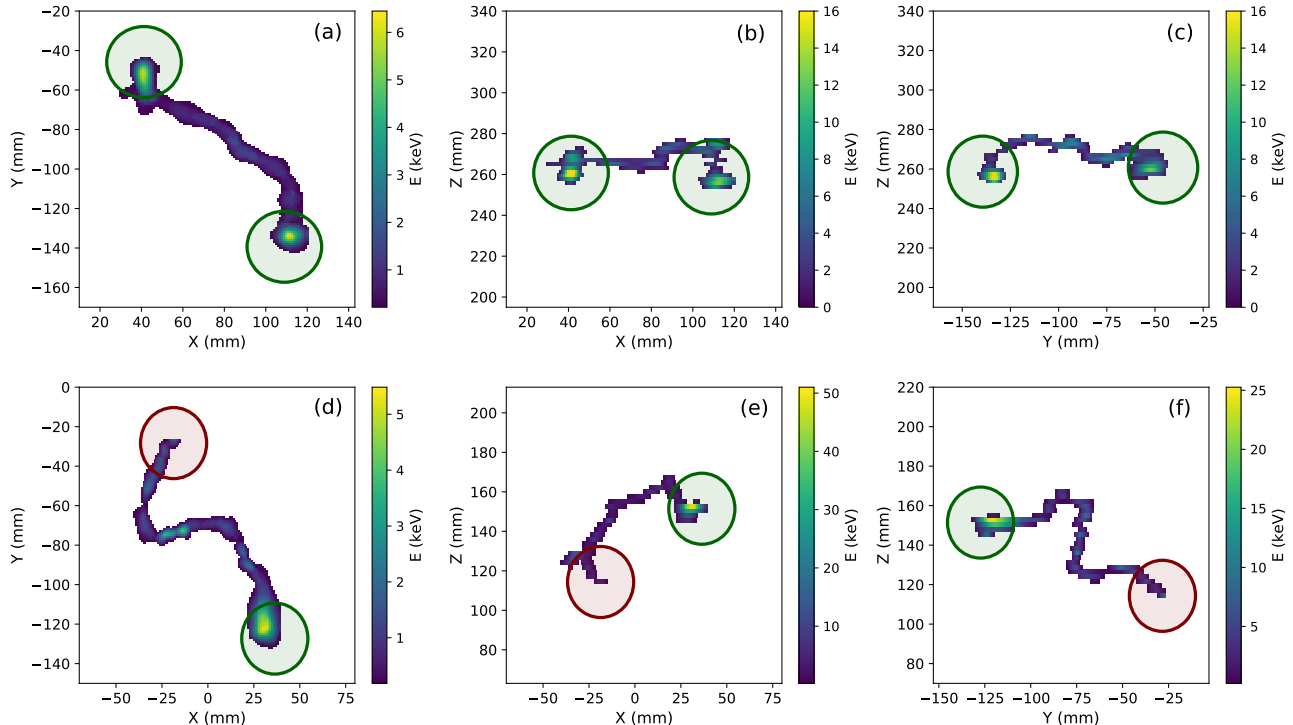 (a)
−20
−40
−60
−80
−100
−120
−140
−160
Y (mm)
20 40 60 80 100 120 140
X (mm)
6
5
4
3
2
1
E (keV)
(b)
340
320
300
280
260
240
220
200
Z (mm)
20 40 60 80 100 120 140
X (mm)
16
14
12
10
8
6
4
2
0
E (keV)
(c)
340
320
300
280
260
240
220
200
Z (mm)
−150 −125 −100 −75 −50 −25
Y (mm)
16
14
12
10
8
6
4
2
0
E (keV)
(d)
0
−20
−40
−60
−80
−100
−120
−140
Y (mm)
−50 −25 0 25 50 75
X (mm)
5
4
3
2
1
E (keV)
(e)
200
180
160
140
120
100
80
Z (mm)
−50 −25 0 25 50 75
X (mm)
50
40
30
20
10
E (keV)
(f)
220
200
180
160
140
120
100
80
Z (mm)
−150 −125 −100 −75 −50 −25
Y (mm)
25
20
15
10
5
E (keV)